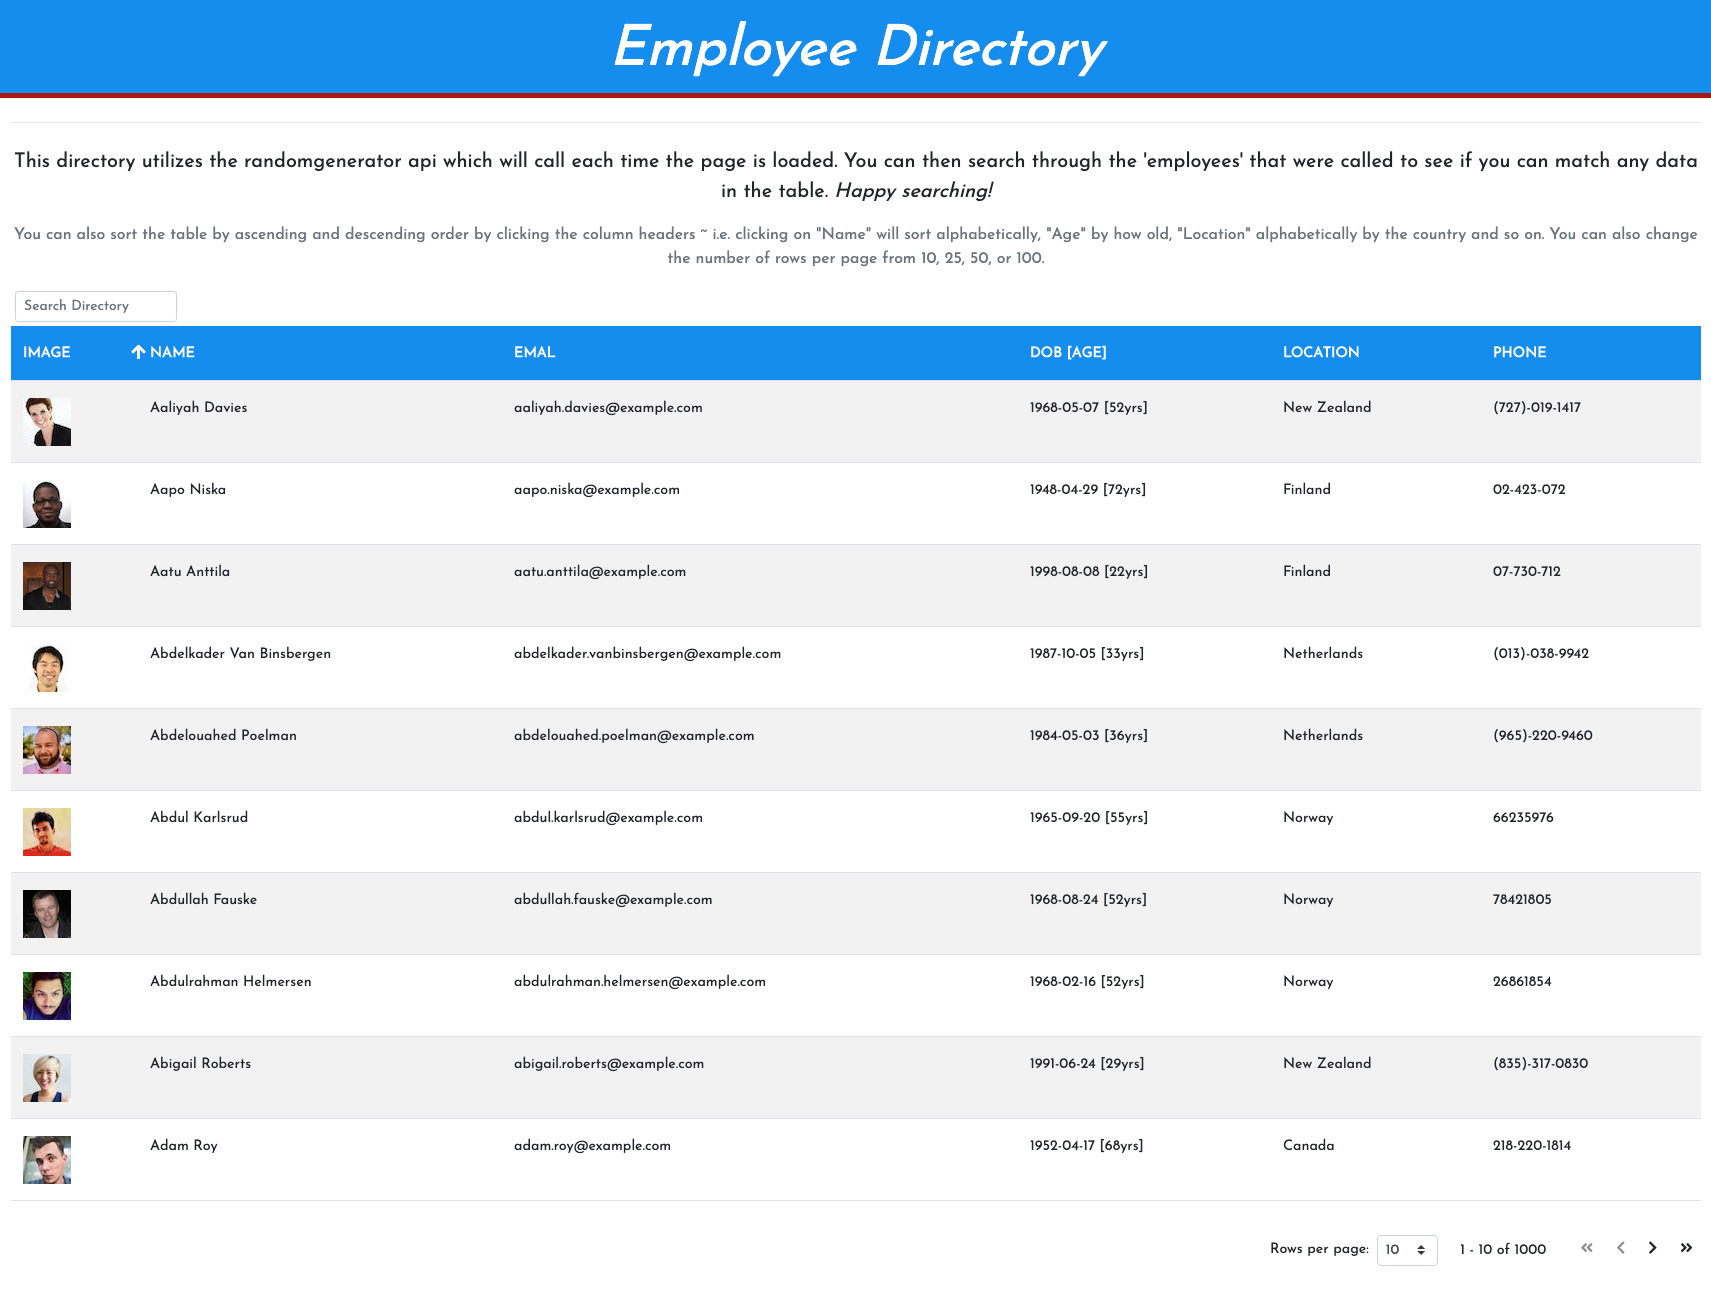 Employee Directory
This directory utilizes the randomgenerator api which will call each time the page is loaded. You can then search through the 'employees' that were called to see if you can match any data
in the table. Happy searching!
You can also sort the table by ascending and descending order by clicking the column headers ~ i.e. clicking on "Name" will sort alphabetically, "Age" by how old, "Location" alphabetically by the country and so on. You can also change
the number of rows per page from 10, 25, 50, or 100.
Search Directory
IMAGE NAME EMAL DOB [AGE] LOCATION PHONE
Aaliyah Davies aaliyah.davies@example.com 1968-05-07 [52yrs] New Zealand (727)-019-1417
Aapo Niska aapo.niska@example.com 1948-04-29 [72yrs] Finland 02-423-072
Aatu Anttila aatu.anttila@example.com 1998-08-08 [22yrs] Finland 07-730-712
Abdelkader Van Binsbergen abdelkader.vanbinsbergen@example.com 1987-10-05 [33yrs] Netherlands (013)-038-9942
Abdelouahed Poelman abdelouahed.poelman@example.com 1984-05-03 [36yrs] Netherlands (965)-220-9460
Abdul Karlsrud abdul.karlsrud@example.com 1965-09-20 [55yrs] Norway 66235976
Abdullah Fauske abdullah.fauske@example.com 1968-08-24 [52yrs] Norway 78421805
Abdulrahman Helmersen abdulrahman.helmersen@example.com 1968-02-16 [52yrs] Norway 26861854
Abigail Roberts abigail.roberts@example.com 1991-06-24 [29yrs] New Zealand (835)-317-0830
Adam Roy adam.roy@example.com 1952-04-17 [68yrs] Canada 218-220-1814
Rows per page: 10 1 - 10 of 1000